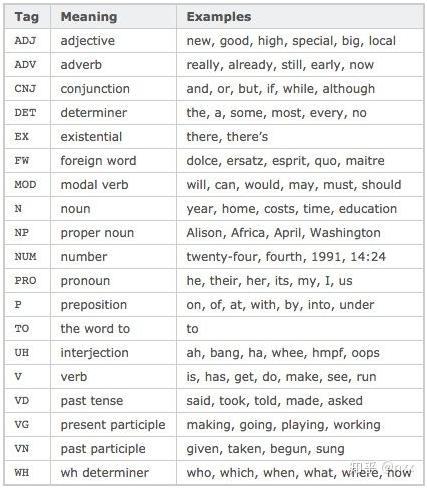 Tag Meaning Examples
ADJ adjective new, good, high, special, big, local
ADV adverb really, already, still, early, now
CNJ conjunction and, or, but, if, while, although
DET determiner the, a, some, most, every, no
EX existential there, there's
FW foreign word dolce, ersatz, esprit, quo, maitre
MOD modal verb will, can, would, may, must, should
N noun year, home, costs, time, education
NP proper noun Alison, Africa, April, Washington
NUM number twenty-four, fourth, 1991, 14:24
PRO pronoun he, their, her, its, my, I, us
P preposition on, of, at, with, by, into, under
TO the word to to
UH interjection ah, bang, ha, whee, hmpf, oops
V verb is, has, get, do, make, see, run
VD past tense said, took, told, made, asked
VG present participle making, going, playing, working
VN past participle given, taken, begun, sung
WH wh determiner who, which, when, what, where, now
知乎